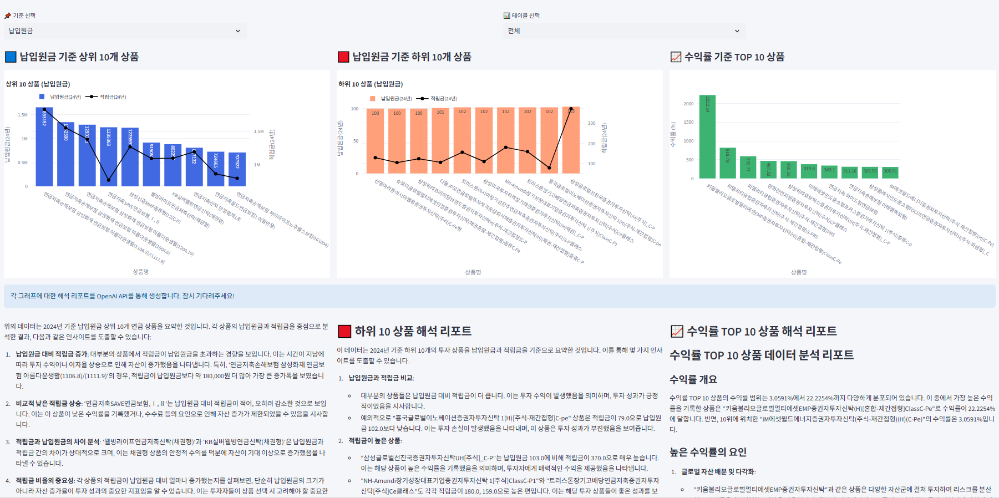 📌 기준 선택
납입원금
📊 테이블 선택
전체
🟦 납입원금 기준 상위 10개 상품
상위 10 상품 (납입원금)
납입원금(24년) 적립금(24년)
납입원금(24년)
1.5M
1M
0.5M
0
1235363
724665
707922
1.5M
1M
적립금(24년)
연금저축손해보험 삼성화재 연금보험 아름다운생활(1106.8)/(1111.9)
연금저축손해보험 삼성화재 연금보험 아름다운생활(1004.6)
연금저축손해보험 삼성화재 연금보험 아름다운생활(1204.10)
연금저축SAVE연금보험,Ⅰ,Ⅱ
삼성신종MMF종류형D 2(C-P)
웰빙라이프연금저축신탁(채권형)
KB실버웰빙연금신탁(채권형)
연금저축신탁 안정형제1호
연금저축골드연금보험1.0(일반용)
연금저축손해보험 하이라이프노후웰스보험(Hi1004)
상품명
🟥 납입원금 기준 하위 10개 상품
하위 10 상품 (납입원금)
납입원금(24년) 적립금(24년)
납입원금(24년)
100
50
0
100 100 100 101 102 102 102 102 102 103
300
200
100
적립금(24년)
신영마라톤아시아밸류증권투자신탁(주식)C-Pe형
슈로더글로벌멀티에셋인컴증권투자신탁(채권혼합-재간접형)종류C-Pe
삼성픽테프리미엄브랜드증권투자신탁H[주식-재간접형]C-P
다올JP모건글로벌투자적격등급회사채증권투자신탁(H)[채권-재간접형]종류C-P
트러스톤아시아장기성장주연금저축증권투자신탁[주식]S-P클래스
삼성미국투자적격장기채권증권투자신탁UH[채권]_C-P
NH-Amundi장기성장대표기업증권투자신탁 1[주식]ClassC-P1
트러스톤장기고배당연금저축증권투자신탁[주식]Ce클래스
흥국글로벌이노베이션증권투자신탁 1(H)[주식-재간접형]C-pe
삼성글로벌선진국증권투자신탁UH[주식]_C-P
상품명
📈 수익률 기준 TOP 10 상품
수익률 (%)
2000
1500
1000
500
0
2222.54 816.78 590.77 467.32 460.58 379.6 343.1 311.16 309.58 305.91
키움불리오글로벌멀티에셋EMP증권투자신탁(H)[혼합-재간접형]ClassC-Pe
피델리티유럽증권투자신탁(주식-재간접형)S-PRS
피델리티유럽증권투자신탁(주식-재간접형)PRS
한화천연자원증권투자신탁(주식)CP클래스
삼성픽테로보틱스증권투자신탁UH[주식-재간접형]_C-P
미래에셋인도중소형포커스증권투자신탁 1(주식)종류C-P
연금저축 하이드림연금보험
연금저축손해보험 미래행복보험Ⅰ
삼성클래식인도중소형FOCUS연금증권투자신탁H[주식-파생형]_C
iM에셋월드에너지증권투자신탁(주식-재간접형)(H)(C-Pe)
상품명
각 그래프에 대한 해석 리포트를 OpenAI API를 통해 생성합니다. 잠시 기다려주세요!
위의 데이터는 2024년 기준 납입원금 상위 10개 연금 상품을 요약한 것입니다. 각 상품의 납입원금과 적립금을 중점으로 분
석한 결과, 다음과 같은 인사이트를 도출할 수 있습니다:
1. 납입원금 대비 적립금 증가: 대부분의 상품에서 적립금이 납입원금을 초과하는 경향을 보입니다. 이는 시간이 지남에
따라 투자 수익이나 이자율 상승으로 인해 자산이 증가했음을 나타냅니다. 특히, '연금저축손해보험 삼성화재 연금보
험 아름다운생활(1106.8)/(1111.9)'의 경우, 적립금이 납입원금보다 약 180,000원 더 많아 가장 큰 증가폭을 보였습니
다.
2. 비교적 낮은 적립금 상승: '연금저축SAVE연금보험,Ⅰ,Ⅱ'는 납입원금 대비 적립금이 적어, 오히려 감소한 것으로 보입
니다. 이는 이 상품이 낮은 수익률을 기록했거나, 수수료 등의 요인으로 인해 자산 증가가 제한되었을 수 있음을 시사합
니다.
3. 적립금과 납입원금의 차이 분석: '웰빙라이프연금저축신탁(채권형)'과 'KB실버웰빙연금신탁(채권형)'은 납입원금과
적립금 간의 차이가 상대적으로 크며, 이는 채권형 상품의 안정적 수익률 덕분에 자산이 기대 이상으로 증가했음을 나
타낼 수 있습니다.
4. 적립금 비율의 중요성: 각 상품의 적립금이 납입원금 대비 얼마나 증가했는지를 살펴보면, 단순히 납입원금의 크기가
아니라 자산 증가율이 투자 성과의 중요한 지표임을 알 수 있습니다. 이는 투자자들이 상품 선택 시 고려해야 할 중요한
🟥 하위 10 상품 해석 리포트
이 데이터는 2024년 기준 하위 10개의 투자 상품을 납입원금과 적립금을 기준으로 요약한 것입니다. 이를 통해 몇 가지 인사
이트를 도출할 수 있습니다.
1. 납입원금과 적립금 비교:
대부분의 상품들은 납입원금 대비 적립금이 더 큽니다. 이는 투자 수익이 발생했음을 의미하며, 투자 성과가 긍정
적이었음을 시사합니다.
예외적으로 "흥국글로벌이노베이션증권자투자신탁 1(H)[주식-재간접형]C-pe" 상품은 적립금이 79.0으로 납입원
금 102.0보다 낮습니다. 이는 투자 손실이 발생했음을 나타내며, 이 상품은 투자 성과가 부진했음을 보여줍니다.
2. 적립금이 높은 상품:
"삼성글로벌선진국증권자투자신탁UH[주식]_C-P"는 납입원금 103.0에 비해 적립금이 370.0으로 매우 높습니다.
이는 해당 상품이 높은 수익률을 기록했음을 의미하며, 투자자에게 매력적인 수익을 제공했음을 나타냅니다.
"NH-Amundi장기성장대표기업증권자투자신탁 1[주식]ClassC-P1"와 "트러스톤장기고배당연금저축증권자투자
신탁[주식]Ce클래스"도 각각 적립금이 180.0, 159.0으로 높은 편입니다. 이는 해당 투자 상품들이 좋은 성과를 보
📈 수익률 TOP 10 상품 해석 리포트
수익률 TOP 10 상품 데이터 분석 리포트
수익률 개요
수익률 TOP 10 상품의 수익률 범위는 3.0591%에서 22.2254%까지 다양하게 분포되어 있습니다. 이 중에서 가장 높은 수익
률을 기록한 상품은 "키움불리오글로벌멀티에셋EMP증권자투자신탁(H)[혼합-재간접형]ClassC-Pe"로 수익률이 22.2254%
에 달합니다. 반면, 10위에 위치한 "iM에셋월드에너지증권자투자신탁(주식-재간접형)(H)(C-Pe)"의 수익률은 3.0591%입니
다.
높은 수익률의 요인
1. 글로벌 자산 배분 및 다각화:
"키움불리오글로벌멀티에셋EMP증권자투자신탁"과 같은 상품은 다양한 자산군에 걸쳐 투자하여 리스크를 분산